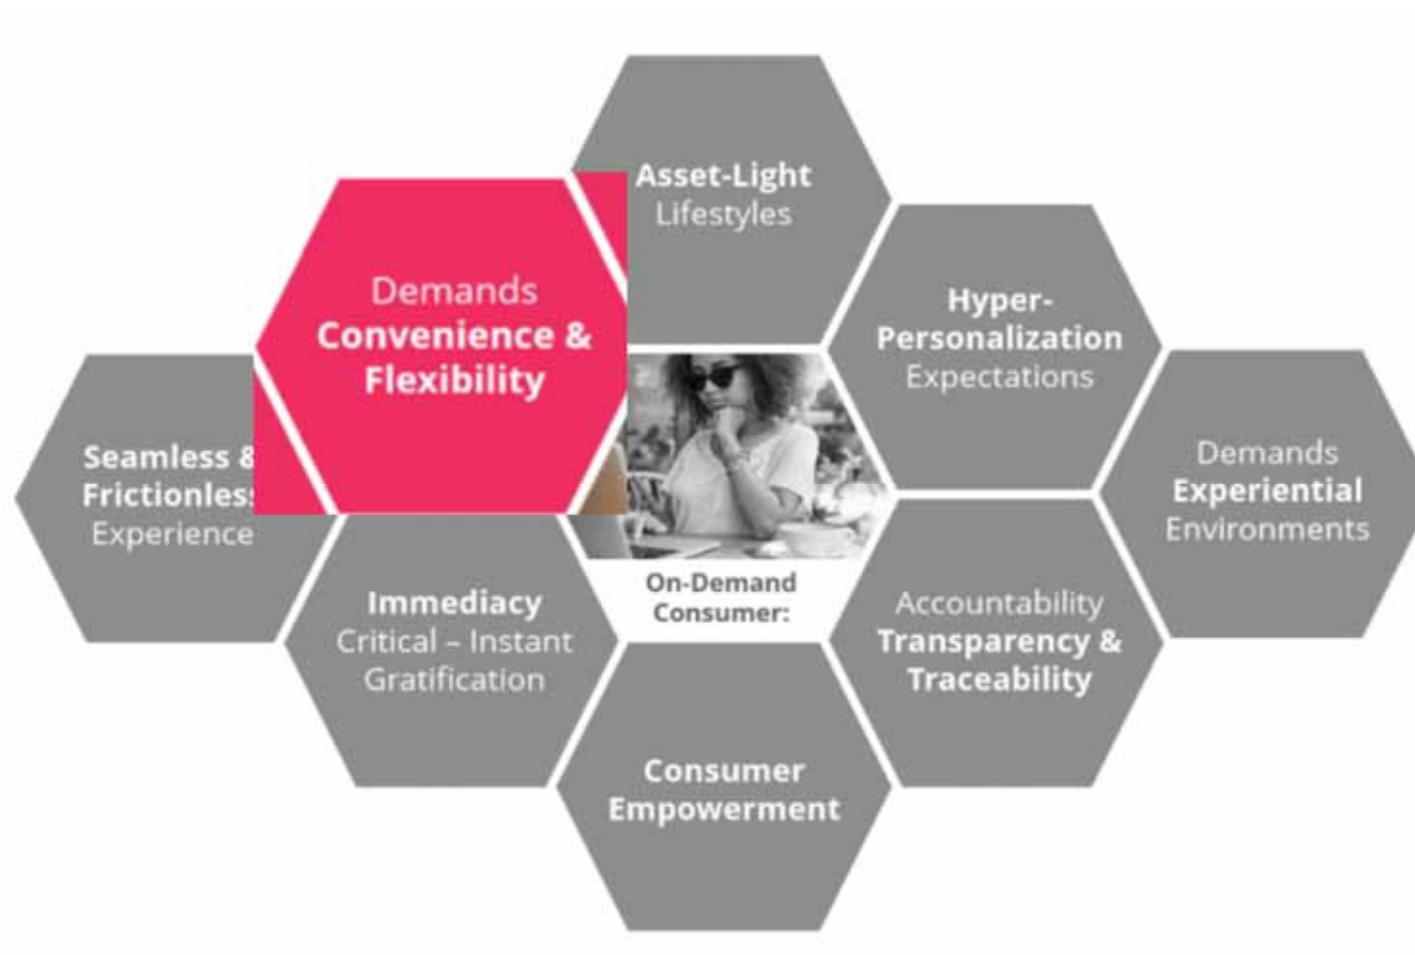 Asset-Light
Lifestyles
Demands
Convenience &
Flexibility
Hyper-
Personalization
Expectations
Seamless &
Frictionless
Experience
Demands
Experiential
Environments
Immediacy
Critical – Instant
Gratification
On-Demand
Consumer:
Accountability
Transparency &
Traceability
Consumer
Empowerment